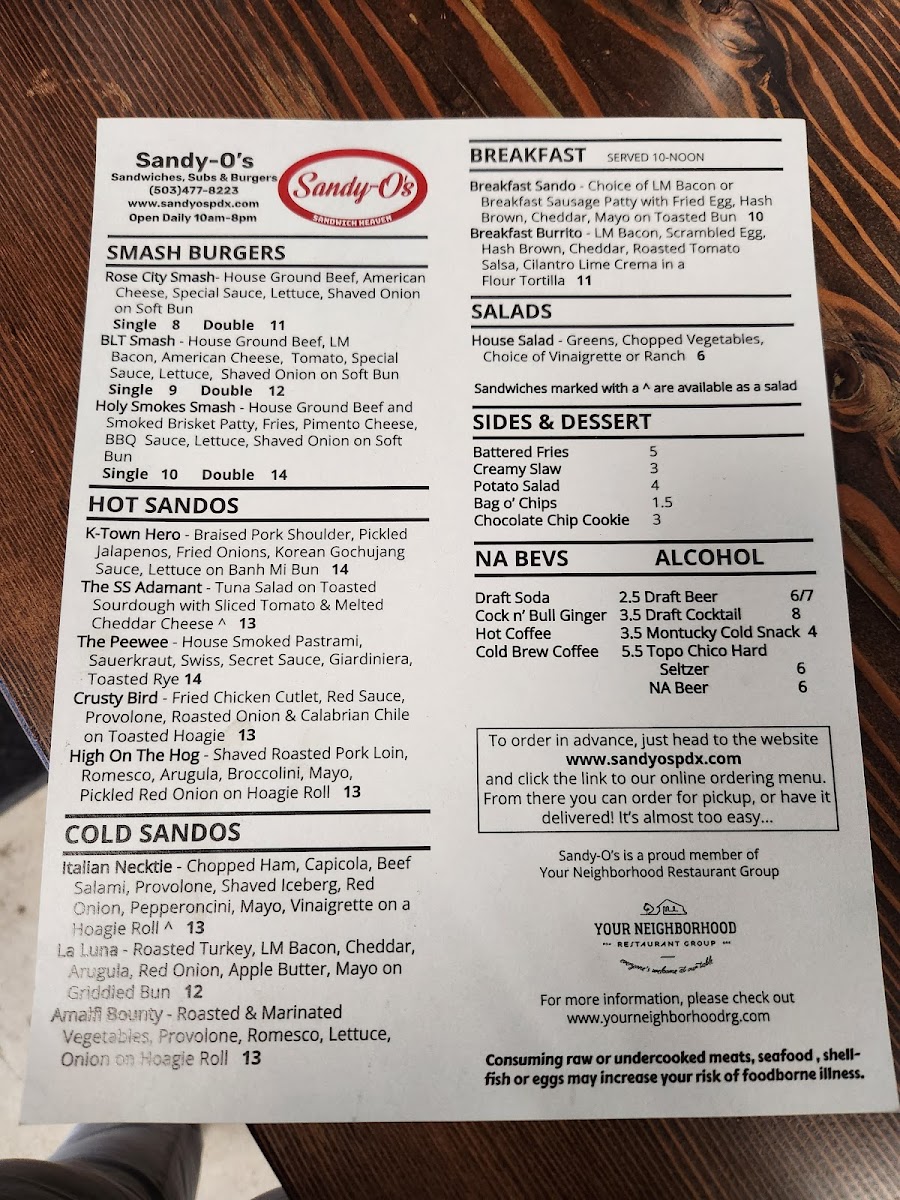 Sandy-O's
Sandwiches, Subs & Burgers
(503)477-8223
www.sandyospdx.com
Open Daily 10am-8pm
Sandy-O's
SANDWICH HEAVEN
SMASH BURGERS
Rose City Smash- House Ground Beef, American
Cheese, Special Sauce, Lettuce, Shaved Onion
on Soft Bun
Single 8 Double 11
BLT Smash - House Ground Beef, LM
Bacon, American Cheese, Tomato, Special
Sauce, Lettuce, Shaved Onion on Soft Bun
Single 9 Double 12
Holy Smokes Smash - House Ground Beef and
Smoked Brisket Patty, Fries, Pimento Cheese,
BBQ Sauce, Lettuce, Shaved Onion on Soft
Bun
Single 10 Double 14
HOT SANDOS
K-Town Hero - Braised Pork Shoulder, Pickled
Jalapenos, Fried Onions, Korean Gochujang
Sauce, Lettuce on Banh Mi Bun 14
The SS Adamant - Tuna Salad on Toasted
Sourdough with Sliced Tomato & Melted
Cheddar Cheese ^ 13
The Peewee - House Smoked Pastrami,
Sauerkraut, Swiss, Secret Sauce, Giardiniera,
Toasted Rye 14
Crusty Bird - Fried Chicken Cutlet, Red Sauce,
Provolone, Roasted Onion & Calabrian Chile
on Toasted Hoagie 13
High On The Hog - Shaved Roasted Pork Loin,
Romesco, Arugula, Broccolini, Mayo,
Pickled Red Onion on Hoagie Roll 13
COLD SANDOS
Italian Necktie - Chopped Ham, Capicola, Beef
Salami, Provolone, Shaved Iceberg, Red
Onion, Pepperoncini, Mayo, Vinaigrette on a
Hoagie Roll ^ 13
La Luna - Roasted Turkey, LM Bacon, Cheddar,
Arugula, Red Onion, Apple Butter, Mayo on
Griddled Bun 12
Amalfi Bounty - Roasted & Marinated
Vegetables, Provolone, Romesco, Lettuce,
Onion on Hoagie Roll 13
BREAKFAST SERVED 10-NOON
Breakfast Sando - Choice of LM Bacon or
Breakfast Sausage Patty with Fried Egg, Hash
Brown, Cheddar, Mayo on Toasted Bun 10
Breakfast Burrito - LM Bacon, Scrambled Egg,
Hash Brown, Cheddar, Roasted Tomato
Salsa, Cilantro Lime Crema in a
Flour Tortilla 11
SALADS
House Salad - Greens, Chopped Vegetables,
Choice of Vinaigrette or Ranch 6
Sandwiches marked with a ^ are available as a salad
SIDES & DESSERT
Battered Fries 5
Creamy Slaw 3
Potato Salad 4
Bag o' Chips 1.5
Chocolate Chip Cookie 3
NA BEVS ALCOHOL
Draft Soda 2.5 Draft Beer 6/7
Cock n' Bull Ginger 3.5 Draft Cocktail 8
Hot Coffee 3.5 Montucky Cold Snack 4
Cold Brew Coffee 5.5 Topo Chico Hard
Seltzer 6
NA Beer 6
To order in advance, just head to the website
www.sandyospdx.com
and click the link to our online ordering menu.
From there you can order for pickup, or have it
delivered! It's almost too easy...
Sandy-O's is a proud member of
Your Neighborhood Restaurant Group
YOUR NEIGHBORHOOD
RESTAURANT GROUP
everyone's welcome at our table
For more information, please check out
www.yourneighborhoodrg.com
Consuming raw or undercooked meats, seafood , shell-
fish or eggs may increase your risk of foodborne illness.